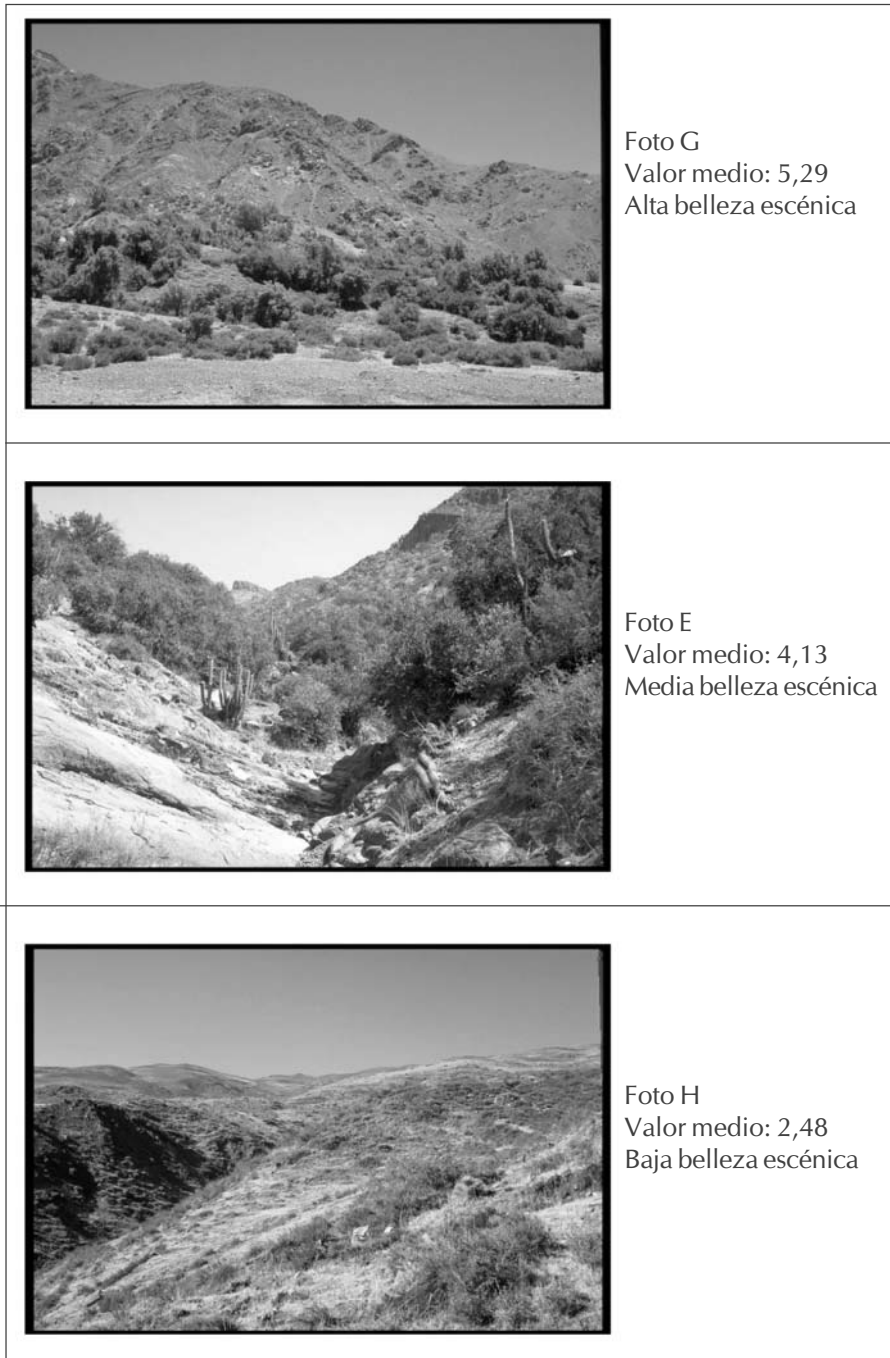 Foto G
Valor medio: 5,29
Alta belleza escénica
Foto E
Valor medio: 4,13
Media belleza escénica
Foto H
Valor medio: 2,48
Baja belleza escénica